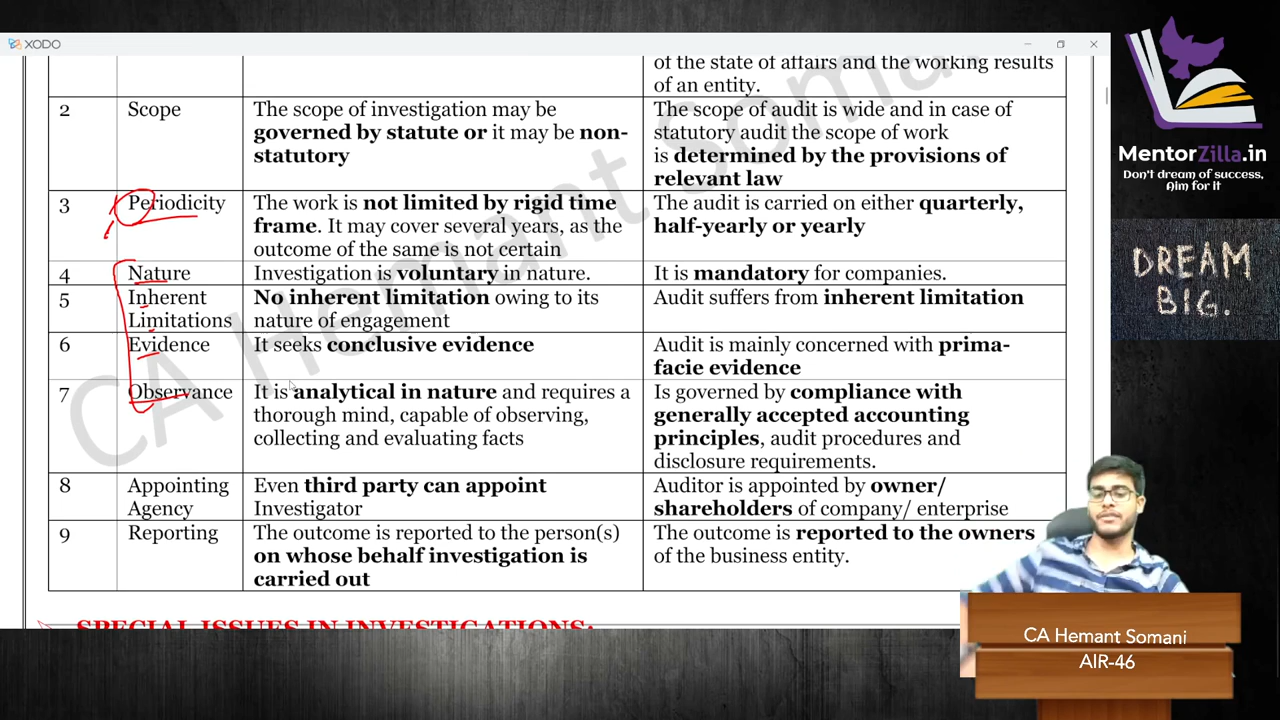 XODO
of the state of affairs and the working results
of an entity.
2 Scope The scope of investigation may be The scope of audit is wide and in case of
governed by statute or it may be non- statutory audit the scope of work
statutory is determined by the provisions of
relevant law
3 Periodicity The work is not limited by rigid time The audit is carried on either quarterly,
frame. It may cover several years, as the half-yearly or yearly
outcome of the same is not certain
4 Nature Investigation is voluntary in nature. It is mandatory for companies.
5 Inherent No inherent limitation owing to its Audit suffers from inherent limitation
Limitations nature of engagement
6 Evidence It seeks conclusive evidence Audit is mainly concerned with prima-
facie evidence
7 Observance It is analytical in nature and requires a Is governed by compliance with
thorough mind, capable of observing, generally accepted accounting
collecting and evaluating facts principles, audit procedures and
disclosure requirements.
8 Appointing Even third party can appoint Auditor is appointed by owner/
Agency Investigator shareholders of company/ enterprise
9 Reporting The outcome is reported to the person(s) The outcome is reported to the owners
on whose behalf investigation is of the business entity.
carried out
SPECIAL ISSUES IN INVESTIGATIONS:
CA Hemant Soma
MentorZilla.in
Don't dream of success,
Aim for it
DREAM
BIG.
CA Hemant Somani
AIR-46